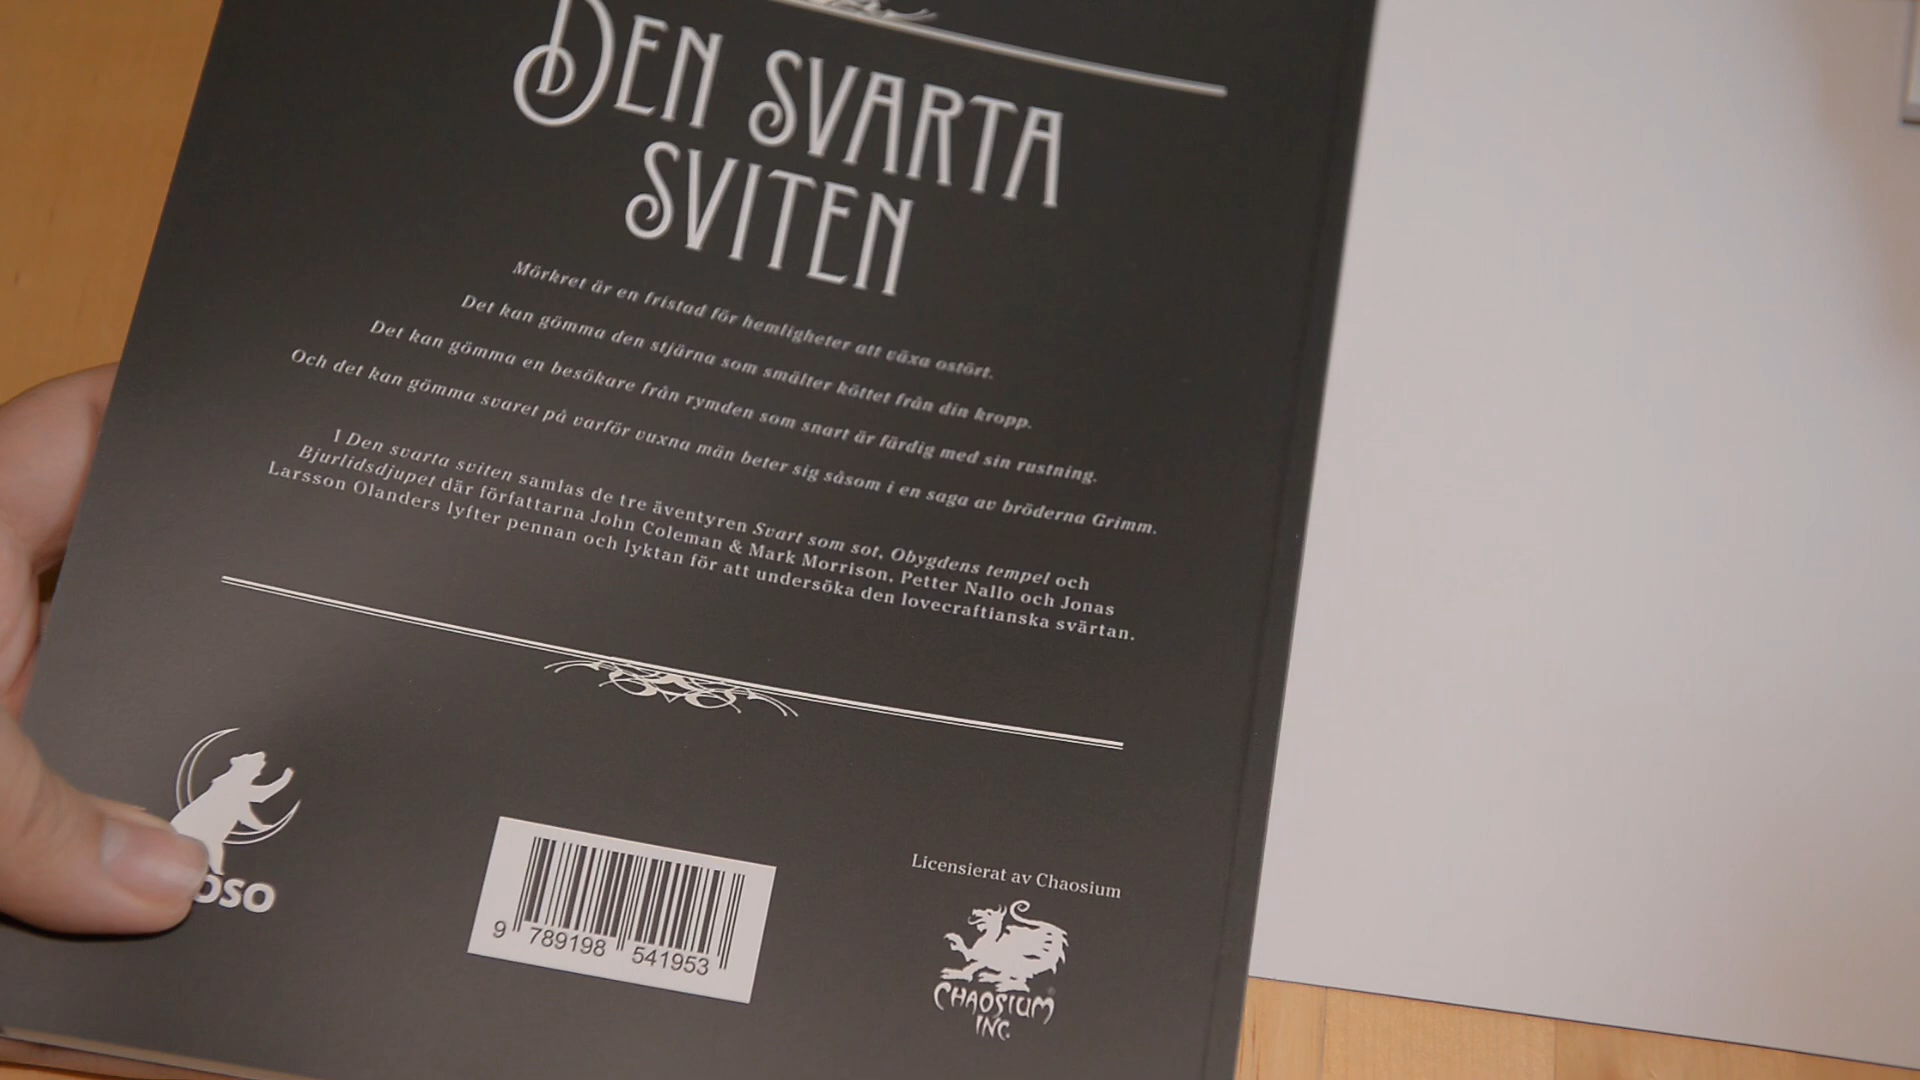 DEN SVARTA
SVITEN
Mörkret är en fristad för hemligheter att växa ostört.
Det kan gömma den stjärna som smälter köttet från din kropp.
Det kan gömma en besökare från rymden som snart är färdig med sin rustning.
Och det kan gömma svaret på varför vuxna män beter sig såsom i en saga av bröderna Grimm.
I Den svarta sviten samlas de tre äventyren Svart som sot, Obygdens tempel och
Bjurlidsdjupet där författarna John Coleman & Mark Morrison, Petter Nallo och Jonas
Larsson Olanders lyfter pennan och lyktan för att undersöka den lovecraftianska svärtan.
9 789198 541953
Licensierat av Chaosium
CHAOSIUM
INC.